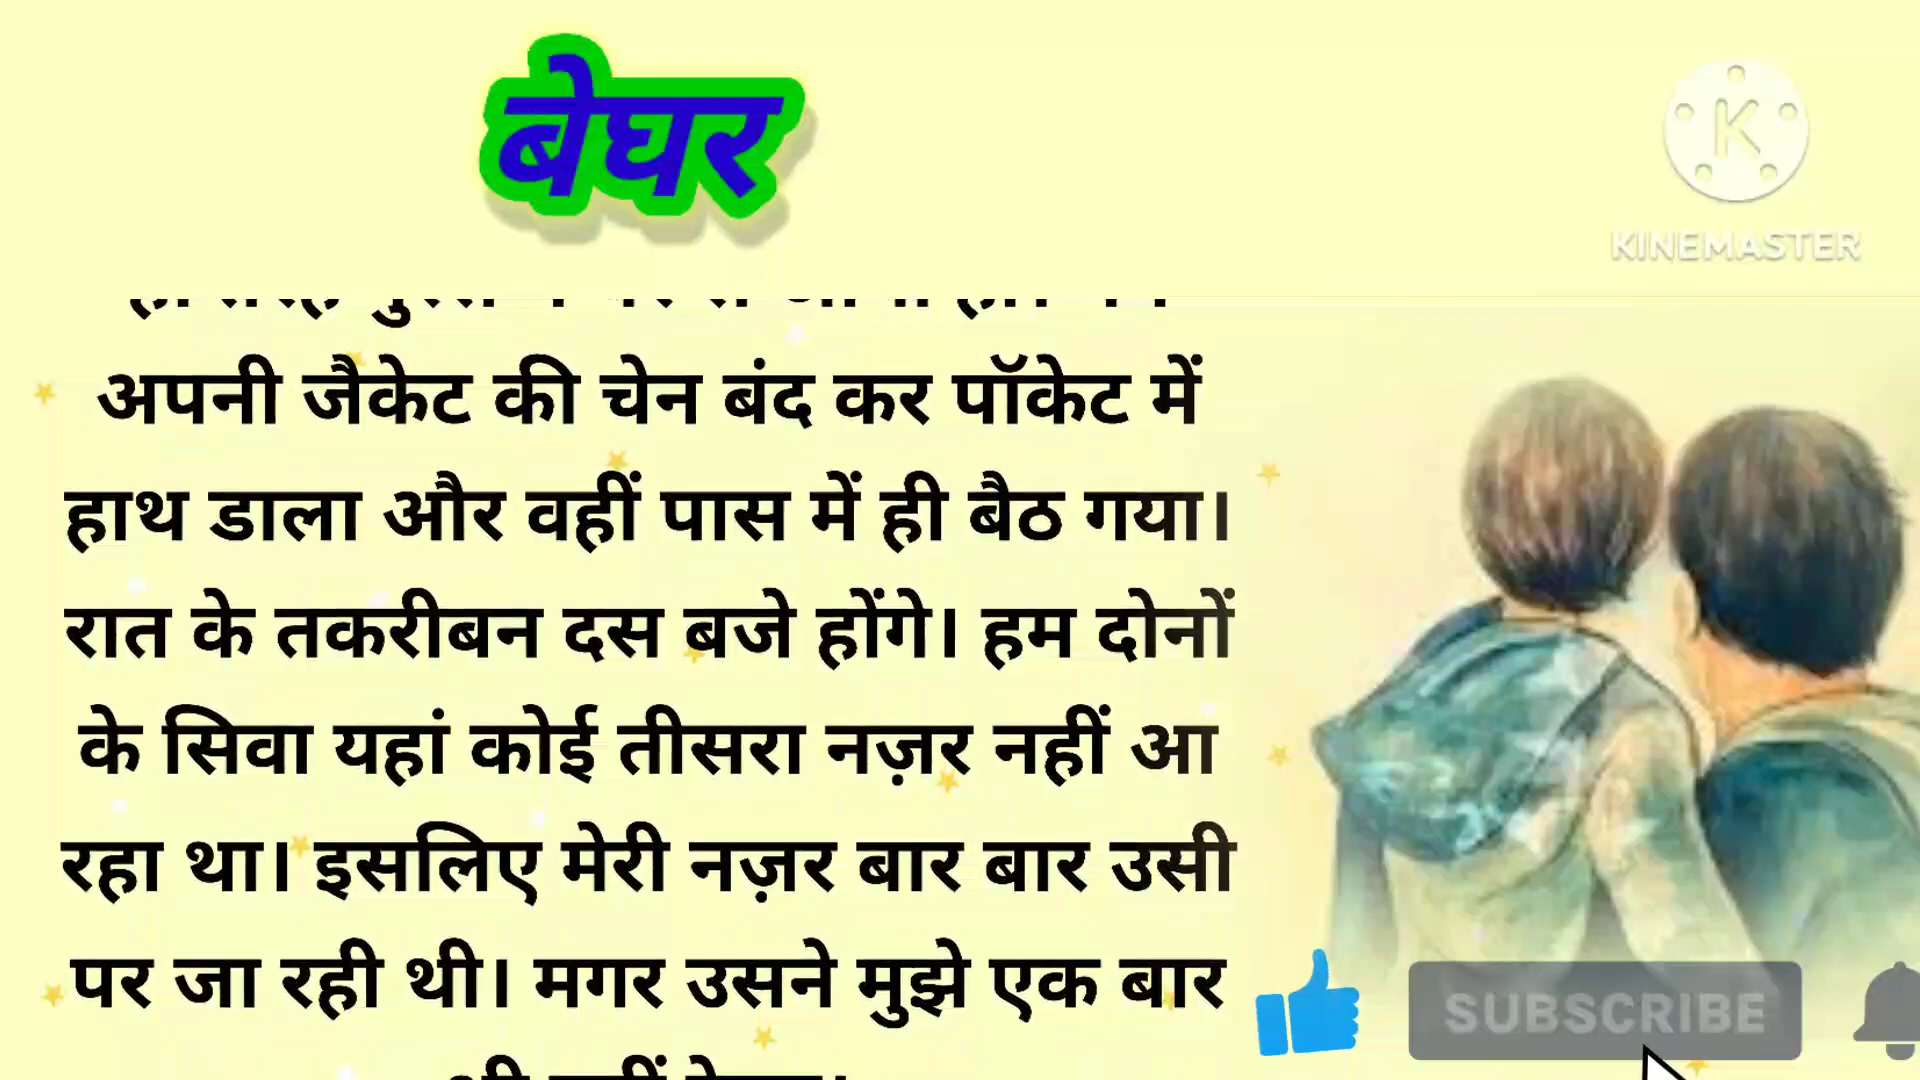 बेघर
KINEMASTER
अपनी जैकेट की चेन बंद कर पॉकेट में
हाथ डाला और वहीं पास में ही बैठ गया।
रात के तकरीबन दस बजे होंगे। हम दोनों
के सिवा यहां कोई तीसरा नज़र नहीं आ
रहा था। इसलिए मेरी नज़र बार बार उसी
पर जा रही थी। मगर उसने मुझे एक बार
SUBSCRIBE